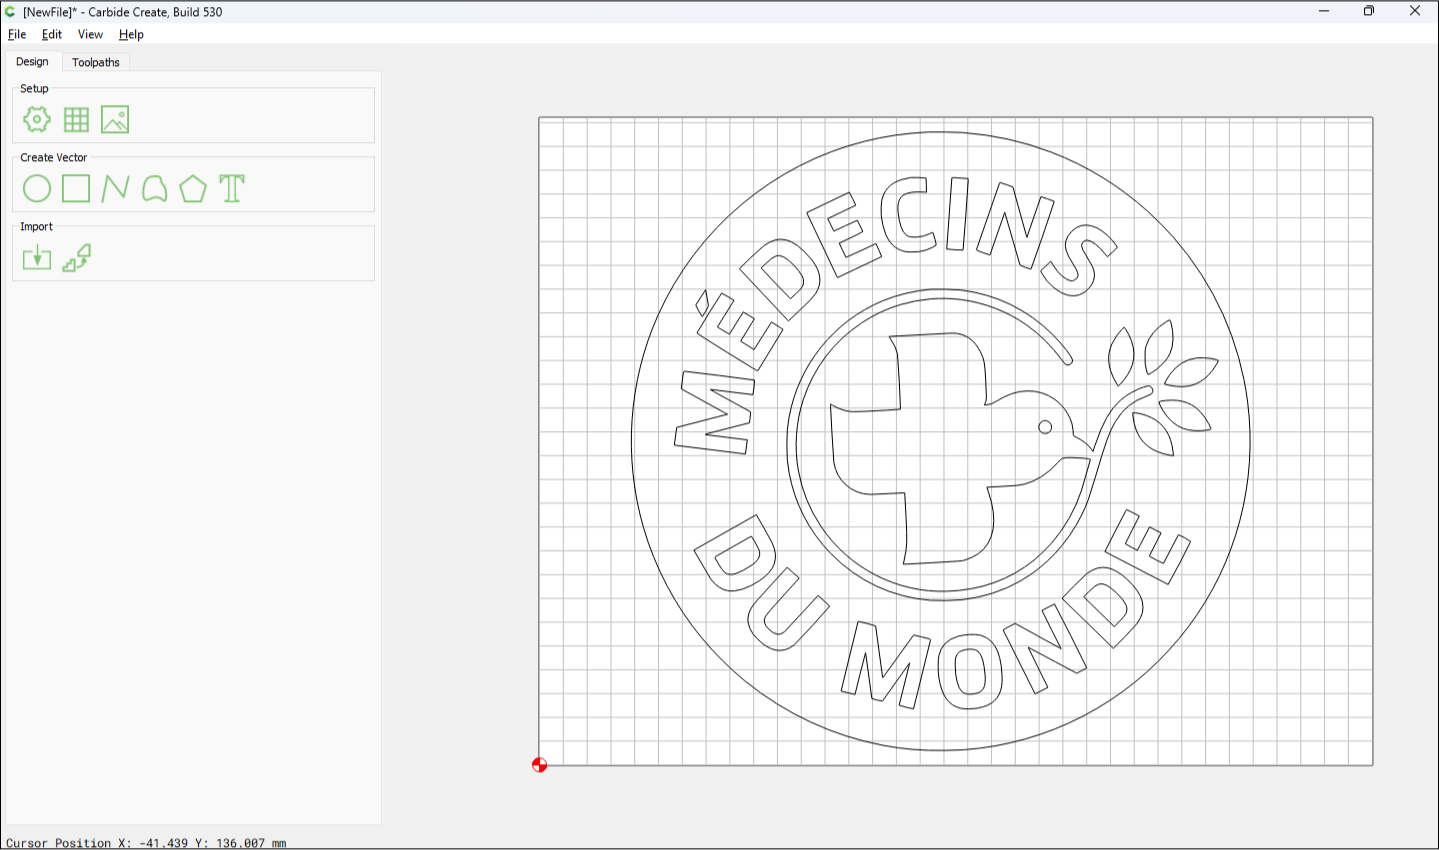 [NewFile]* - Carbide Create, Build 530
File Edit View Help
Design Toolpaths
Setup
Create Vector
Import
MÉDECINS
DU MONDE
Cursor Position X: -41.439 Y: 136.007 mm